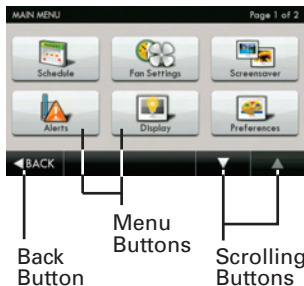 MAIN MENU Page 1 of 2
Schedule Fan Settings Screensaver
Alerts Display Preferences
BACK
Menu
Buttons
Back
Button
Scrolling
Buttons